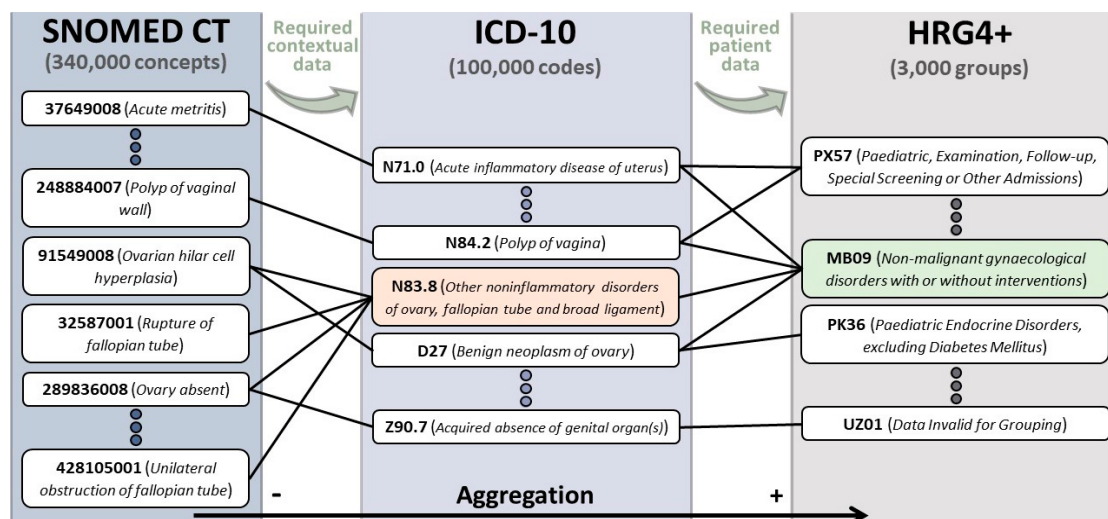 SNOMED CT
(340,000 concepts)
37649008 (Acute metritis)
248884007 (Polyp of vaginal
wall)
91549008 (Ovarian hilar cell
hyperplasia)
32587001 (Rupture of
fallopian tube)
289836008 (Ovary absent)
428105001 (Unilateral
obstruction of fallopian tube)
Required
contextual
data
ICD-10
(100,000 codes)
N71.0 (Acute inflammatory disease of uterus)
N84.2 (Polyp of vagina)
N83.8 (Other noninflammatory disorders
of ovary, fallopian tube and broad ligament)
D27 (Benign neoplasm of ovary)
Z90.7 (Acquired absence of genital organ(s))
Required
patient
data
HRG4+
(3,000 groups)
PX57 (Paediatric, Examination, Follow-up,
Special Screening or Other Admissions)
MB09 (Non-malignant gynaecological
disorders with or without interventions)
PK36 (Paediatric Endocrine Disorders,
excluding Diabetes Mellitus)
UZ01 (Data Invalid for Grouping)
- Aggregation +